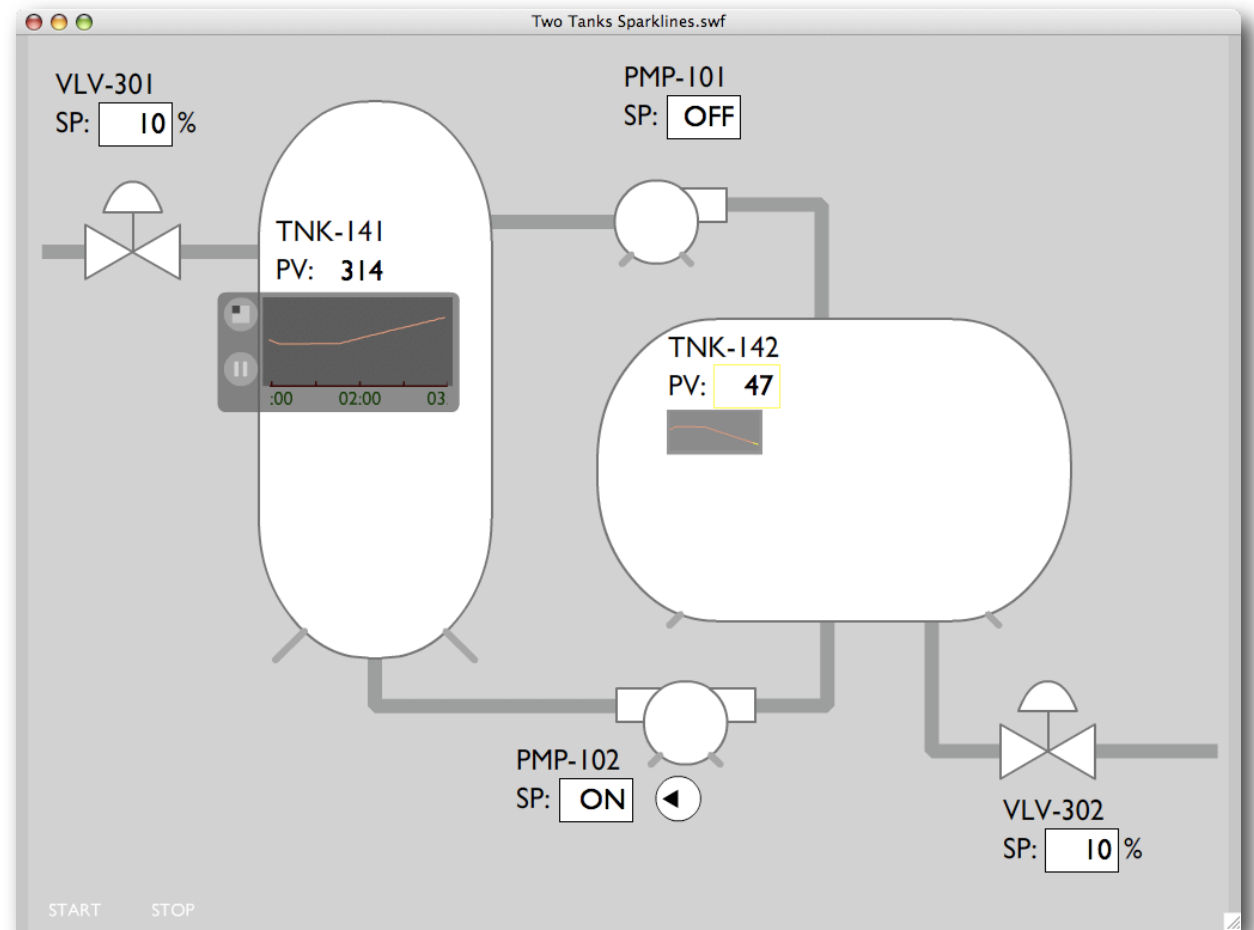 Two Tanks Sparklines.swf
VLV-301
SP: 10 %
PMP-101
SP: OFF
TNK-141
PV: 314
:00 02:00 03
TNK-142
PV: 47
PMP-102
SP: ON
VLV-302
SP: 10 %
START STOP